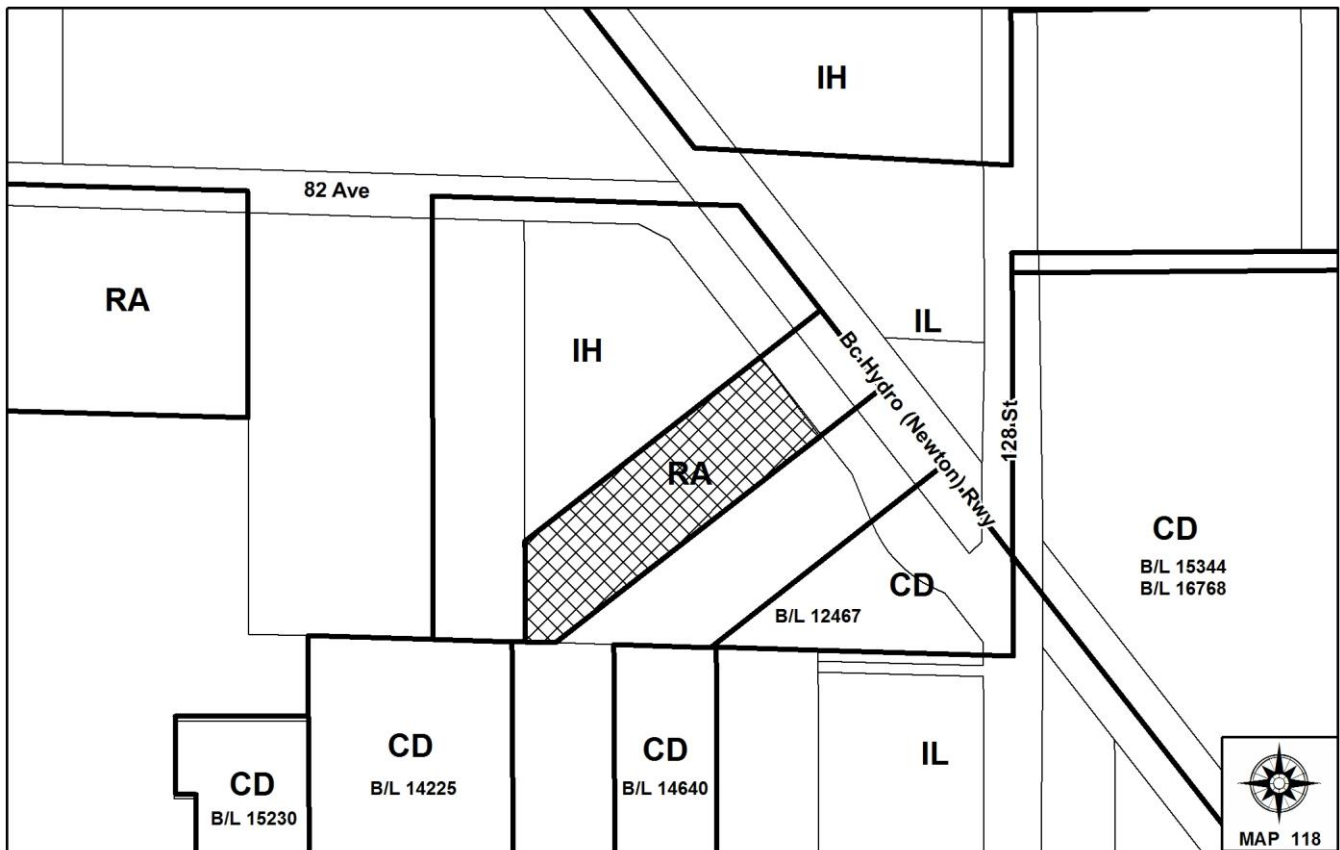 IH
82 Ave
RA
IH
IL
Bc.Hydro (Newton).Rwy
128.St
RA
CD
B/L 15344
B/L 16768
CD
B/L 12467
CD
B/L 14225
CD
B/L 14640
IL
CD
B/L 15230
MAP 118